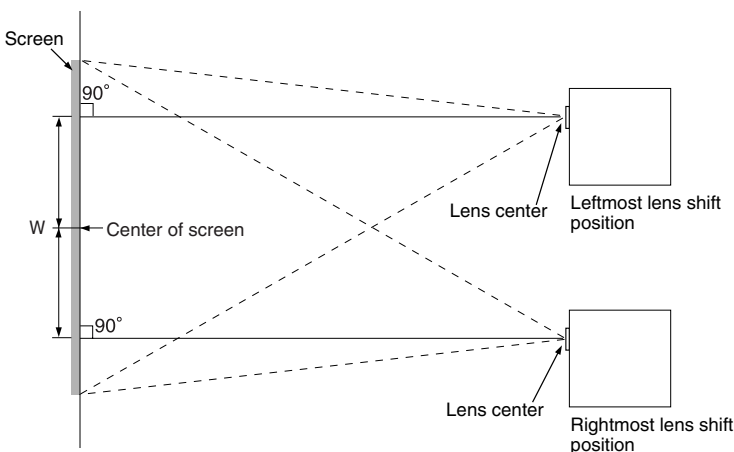 Screen
90°
Lens center
Leftmost lens shift
position
W
Center of screen
90°
Lens center
Rightmost lens shift
position